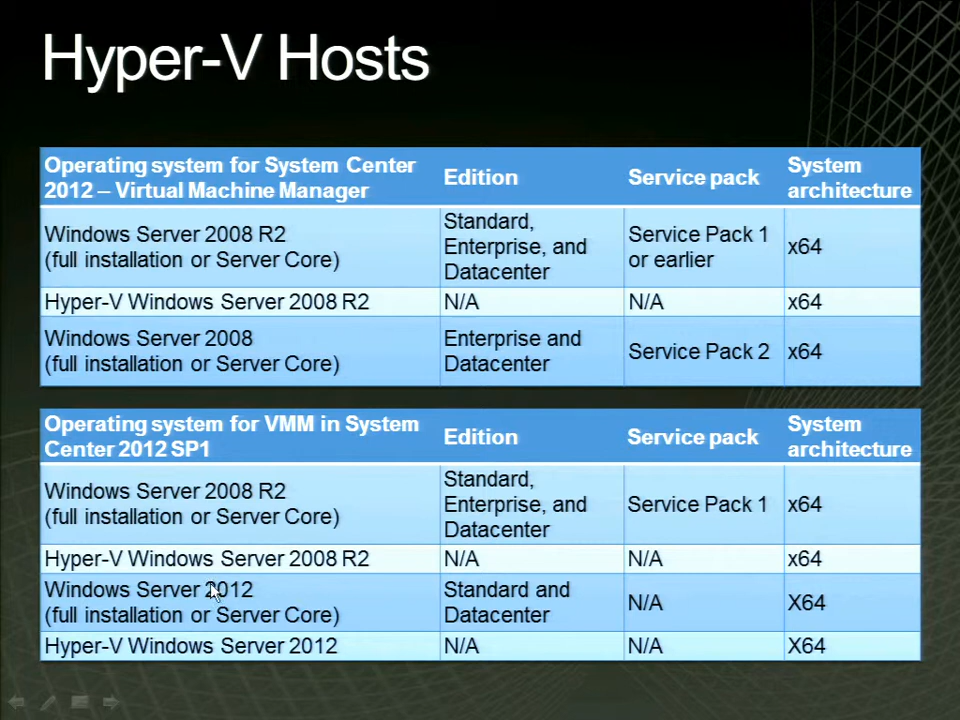 Hyper-V Hosts
Operating system for System Center
2012 – Virtual Machine Manager
Edition
Service pack
System
architecture
Windows Server 2008 R2
(full installation or Server Core)
Standard,
Enterprise, and
Datacenter
Service Pack 1
or earlier
x64
Hyper-V Windows Server 2008 R2
N/A
N/A
x64
Windows Server 2008
(full installation or Server Core)
Enterprise and
Datacenter
Service Pack 2
x64
Operating system for VMM in System
Center 2012 SP1
Edition
Service pack
System
architecture
Windows Server 2008 R2
(full installation or Server Core)
Standard,
Enterprise, and
Datacenter
Service Pack 1
x64
Hyper-V Windows Server 2008 R2
N/A
N/A
x64
Windows Server 2012
(full installation or Server Core)
Standard and
Datacenter
N/A
X64
Hyper-V Windows Server 2012
N/A
N/A
X64